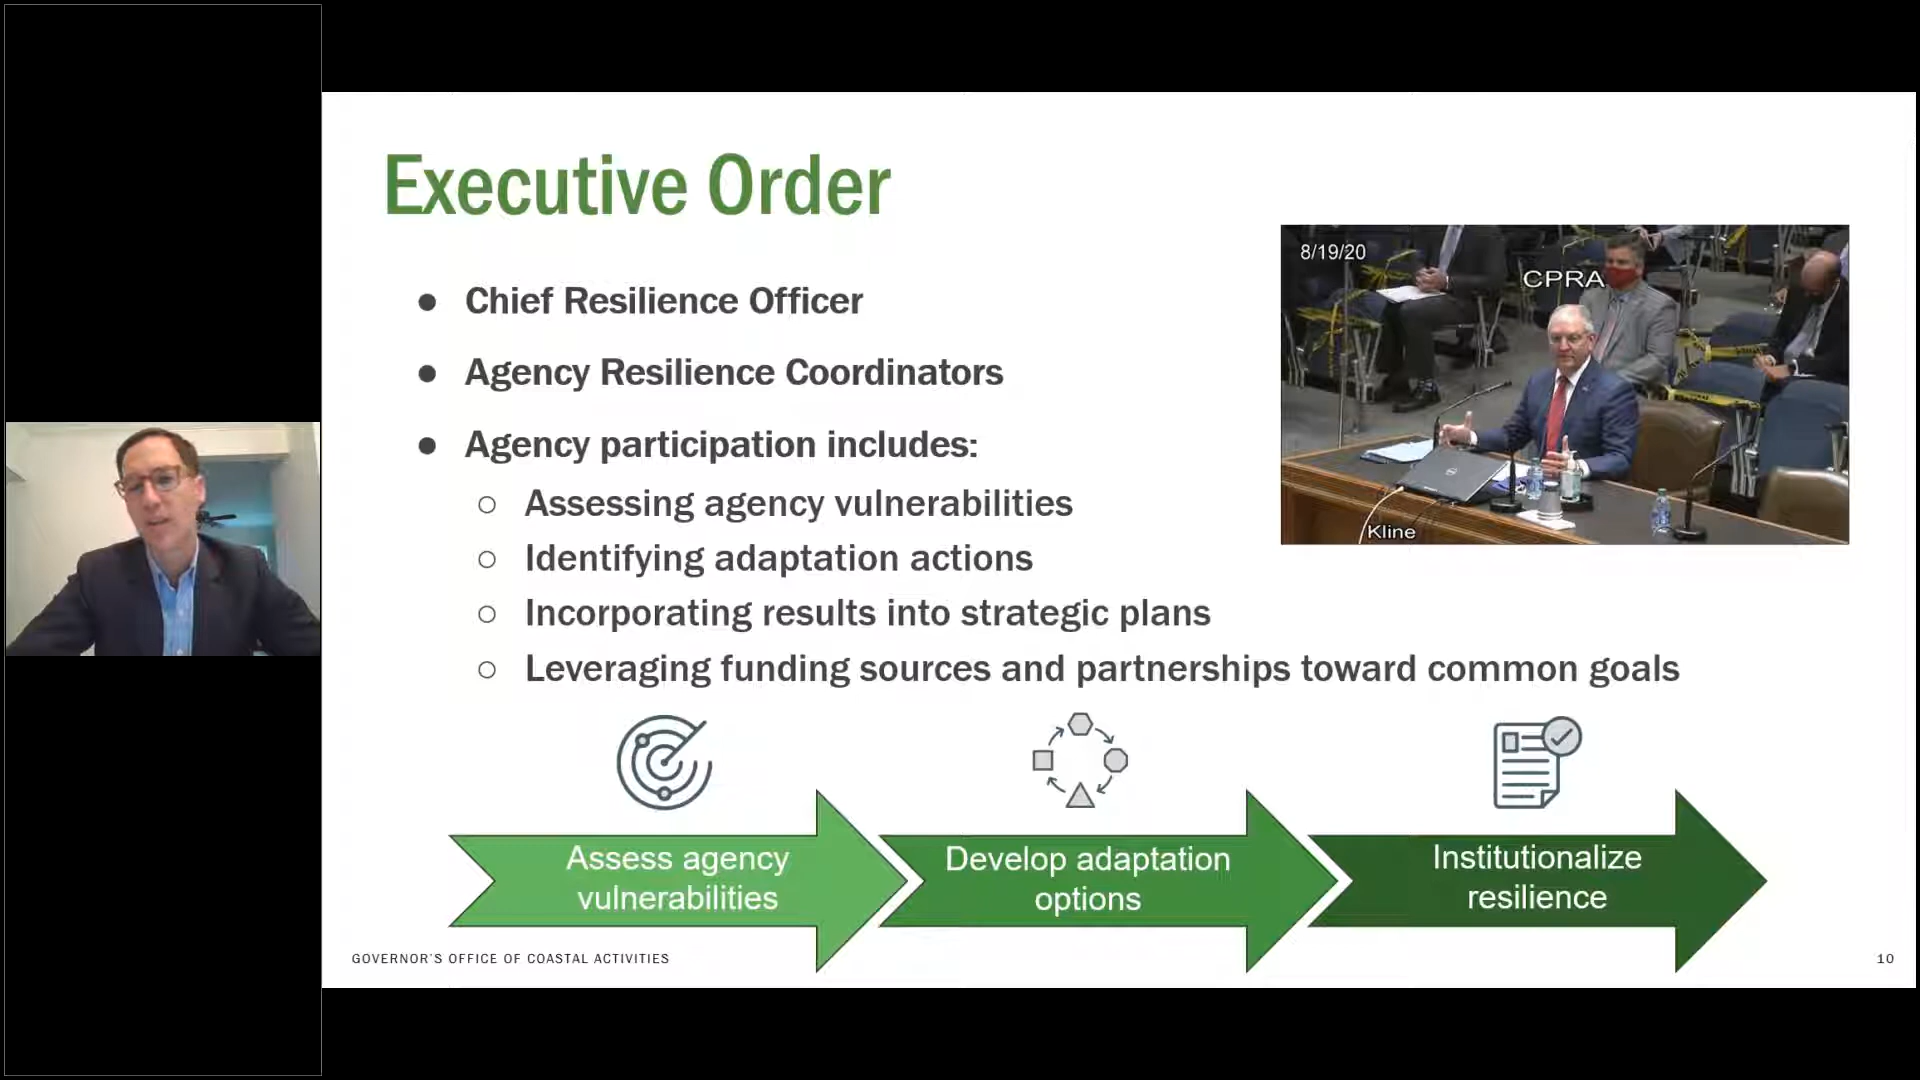 Executive Order
● Chief Resilience Officer
● Agency Resilience Coordinators
● Agency participation includes:
○ Assessing agency vulnerabilities
○ Identifying adaptation actions
○ Incorporating results into strategic plans
○ Leveraging funding sources and partnerships toward common goals
8/19/20
CPRA
Kline
Assess agency
vulnerabilities
Develop adaptation
options
Institutionalize
resilience
GOVERNOR'S OFFICE OF COASTAL ACTIVITIES
10